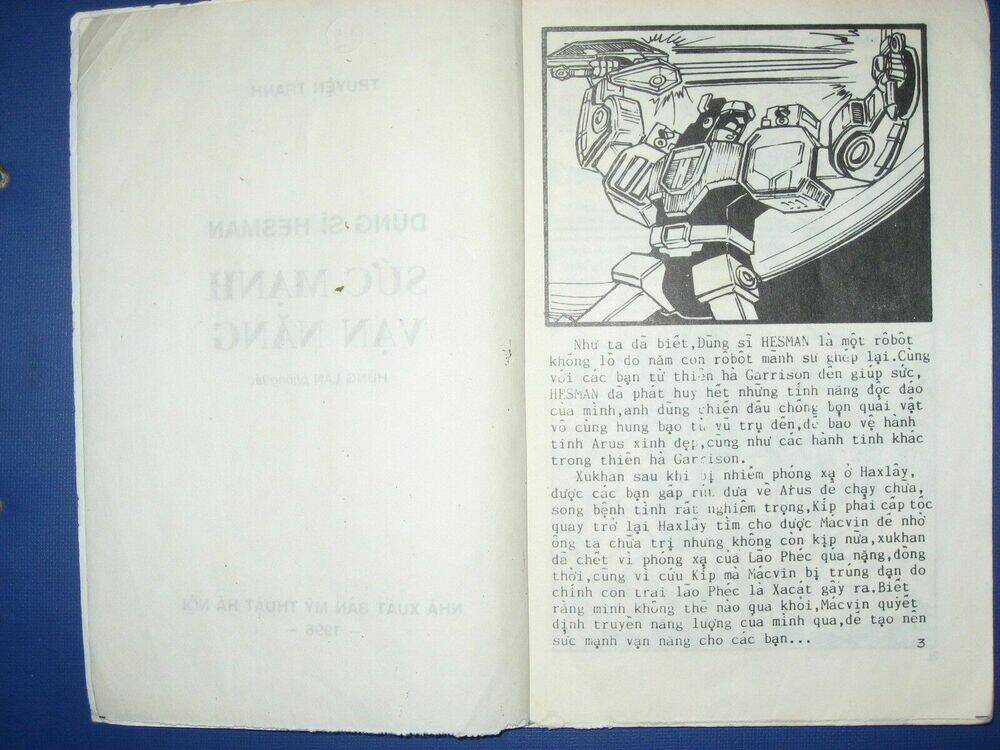 TRUYỆN TRANH
DŨNG SĨ HESMAN
SỨC MẠNH
VẠN NĂNG
HÙNG LÂN phỏng tác
NHÀ XUẤT BẢN MỸ THUẬT HÀ NỘI
- 1996 -
Như ta đã biết,Dũng sĩ HESMAN là một rôbôt
khổng lồ do năm con rôbôt mãnh sư ghép lại.Cùng
với các bạn từ thiên hà Garrison đến giúp sức,
HESMAN đã phát huy hết những tính năng độc đáo
của mình,anh dũng chiến đấu chống bọn quái vật
vô cùng hung bạo từ vũ trụ đến,để bảo vệ hành
tinh Arus xinh đẹp,cũng như các hành tinh khác
trong thiên hà Garrison.
Xukhan sau khi bị nhiễm phóng xạ ở Haxlây,
được các bạn gấp rút đưa về Arus để chạy chữa,
song bệnh tình rất nghiêm trọng,Kíp phải cấp tốc
quay trở lại Haxlây tìm cho được Mácvin để nhờ
ông ta chữa trị nhưng không còn kịp nữa,xukhan
đã chết vì phóng xạ của Lão Phéc quá nặng,đồng
thời,cũng vì cứu Kíp mà Mácvin bị trúng đạn do
chính con trai lão Phéc là Xacát gây ra.Biết
rằng mình không thể nào qua khỏi,Mácvin quyết
định truyền năng lượng của mình qua,để tạo nên
sức mạnh vạn năng cho các bạn...
3